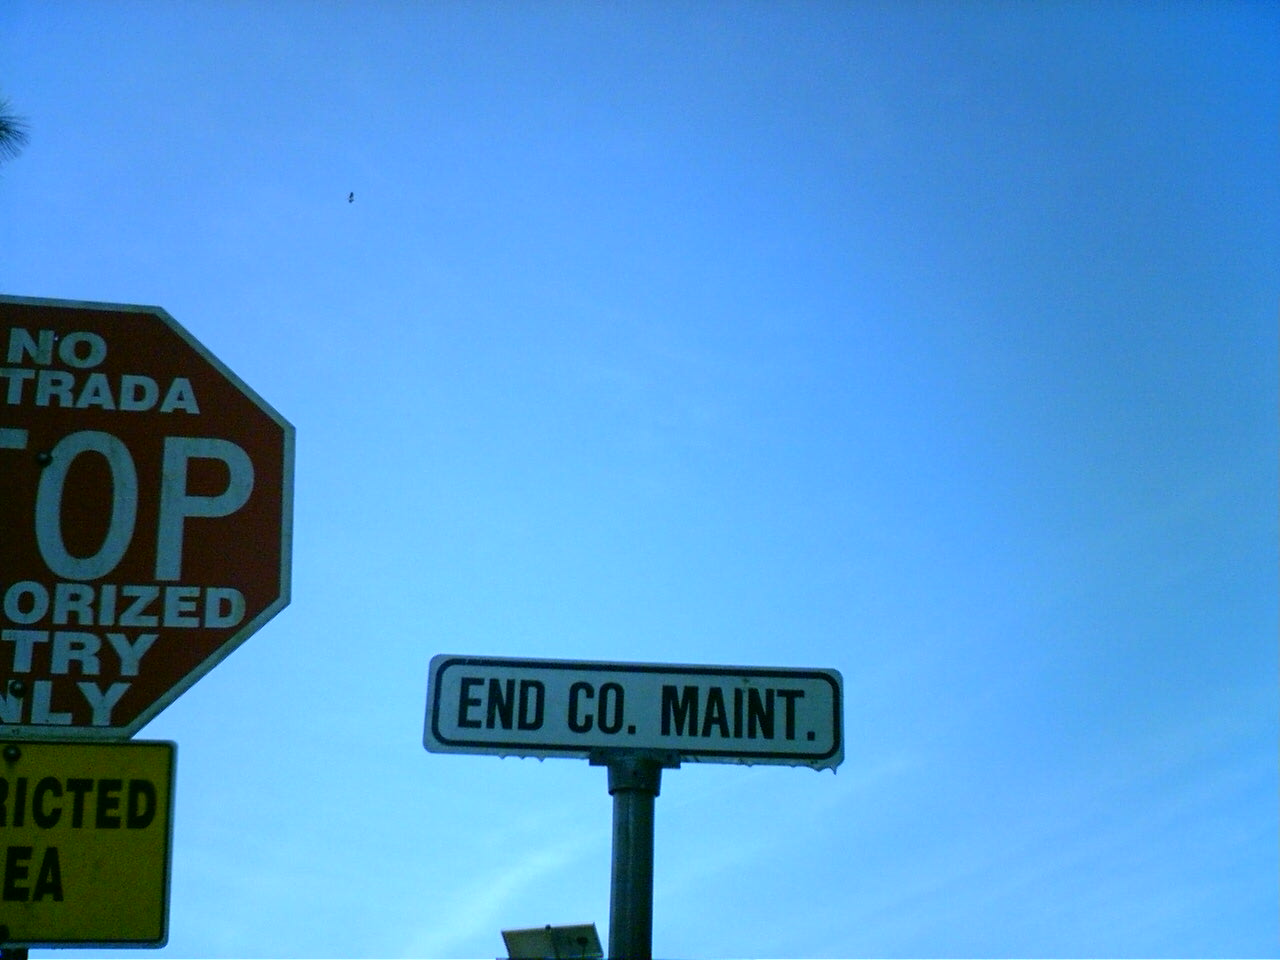 NO
TRADA
TOP
ORIZED
TRY
NLY
RICTED
EA
END CO. MAINT.